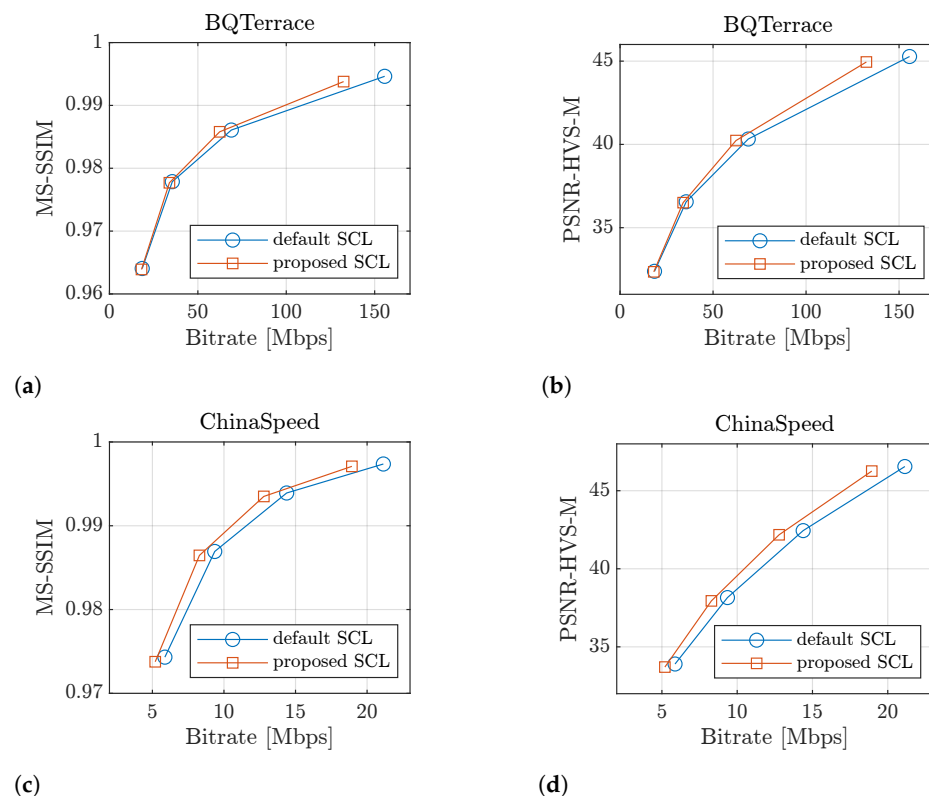 BQTerrace
1
0.99
0.98
0.97
0.96
MS-SSIM
0 50 100 150
Bitrate [Mbps]
default SCL
proposed SCL
(a)
BQTerrace
45
40
35
PSNR-HVS-M
0 50 100 150
Bitrate [Mbps]
default SCL
proposed SCL
(b)
ChinaSpeed
1
0.99
0.98
0.97
MS-SSIM
5 10 15 20
Bitrate [Mbps]
default SCL
proposed SCL
(c)
ChinaSpeed
45
40
35
PSNR-HVS-M
5 10 15 20
Bitrate [Mbps]
default SCL
proposed SCL
(d)